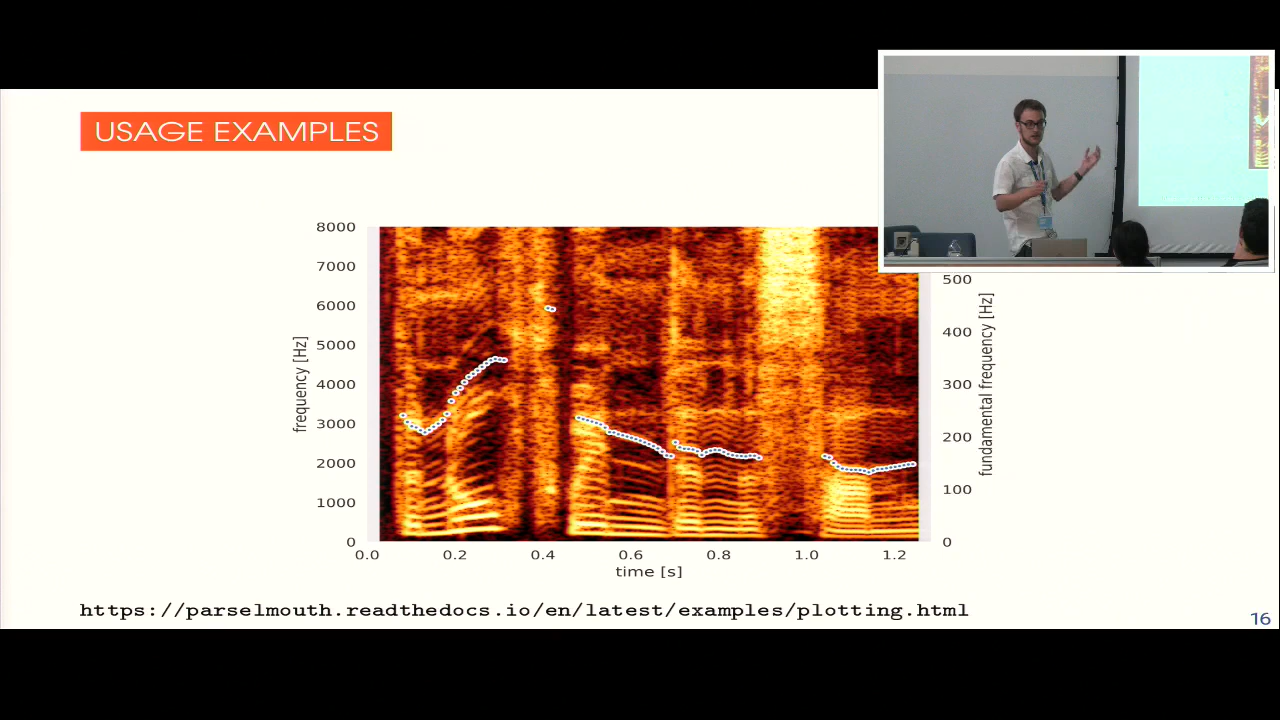 USAGE EXAMPLES
8000
7000
6000
5000
4000
3000
2000
1000
0
frequency [Hz]
0.0 0.2 0.4 0.6 0.8 1.0 1.2
time [s]
500
400
300
200
100
0
fundamental frequency [Hz]
https://parselmouth.readthedocs.io/en/latest/examples/plotting.html
16